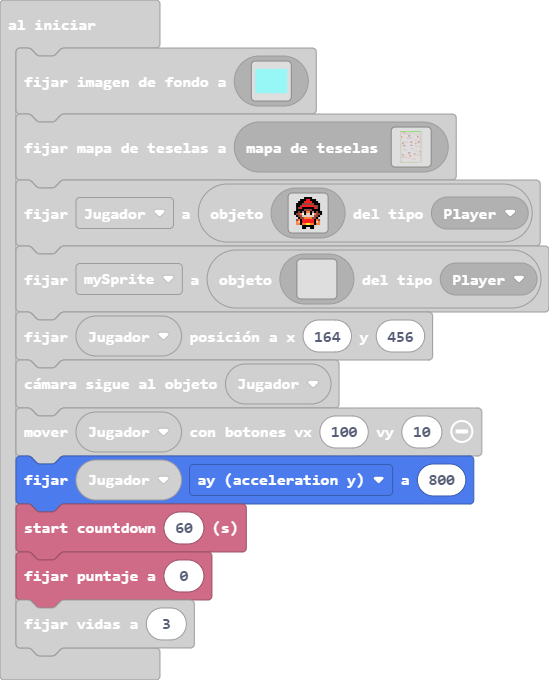 al iniciar
fijar imagen de fondo a
fijar mapa de teselas a mapa de teselas
fijar Jugador a objeto del tipo Player
fijar mySprite a objeto del tipo Player
fijar Jugador posición a x 164 y 456
cámara sigue al objeto Jugador
mover Jugador con botones vx 100 vy 10
fijar Jugador ay (acceleration y) a 800
start countdown 60 (s)
fijar puntaje a 0
fijar vidas a 3